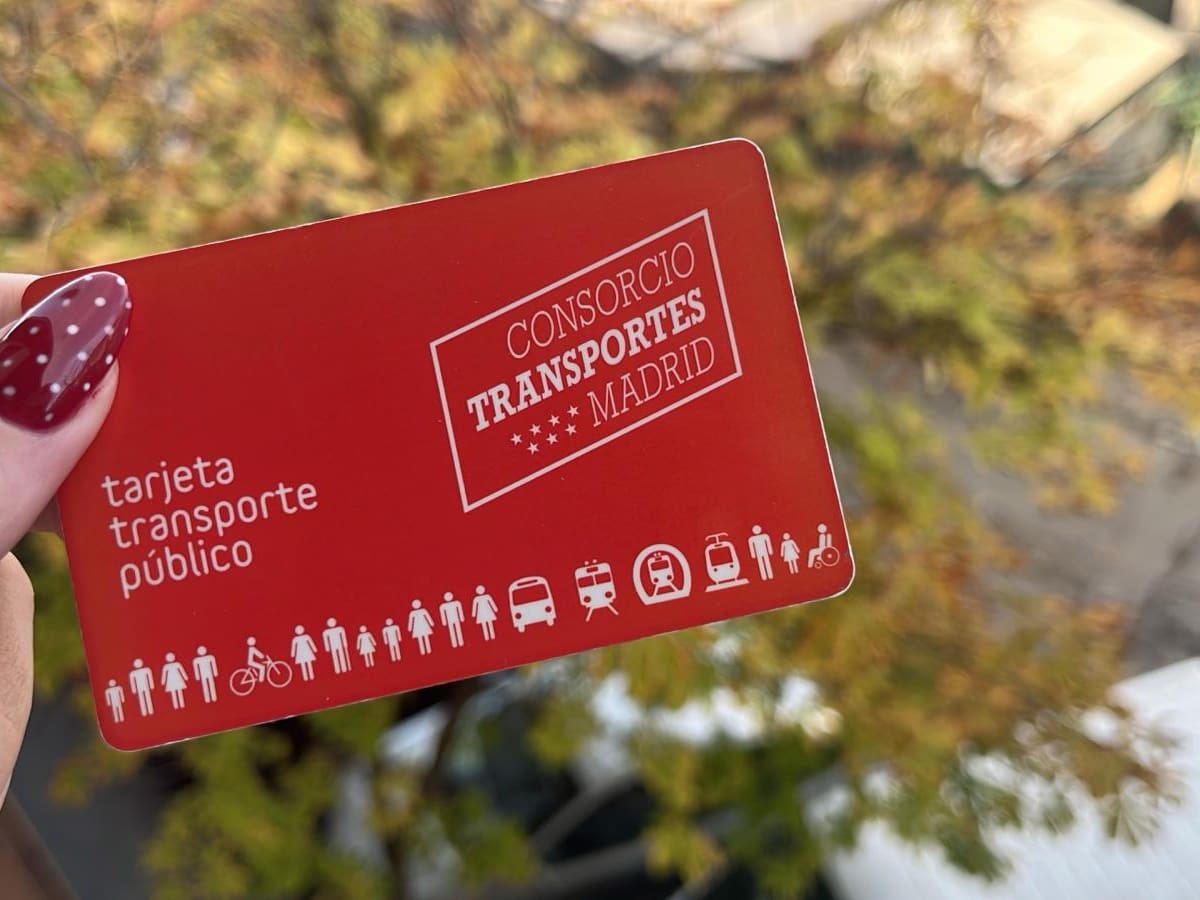 CONSORCIO
TRANSPORTES
MADRID
tarjeta
transporte
público